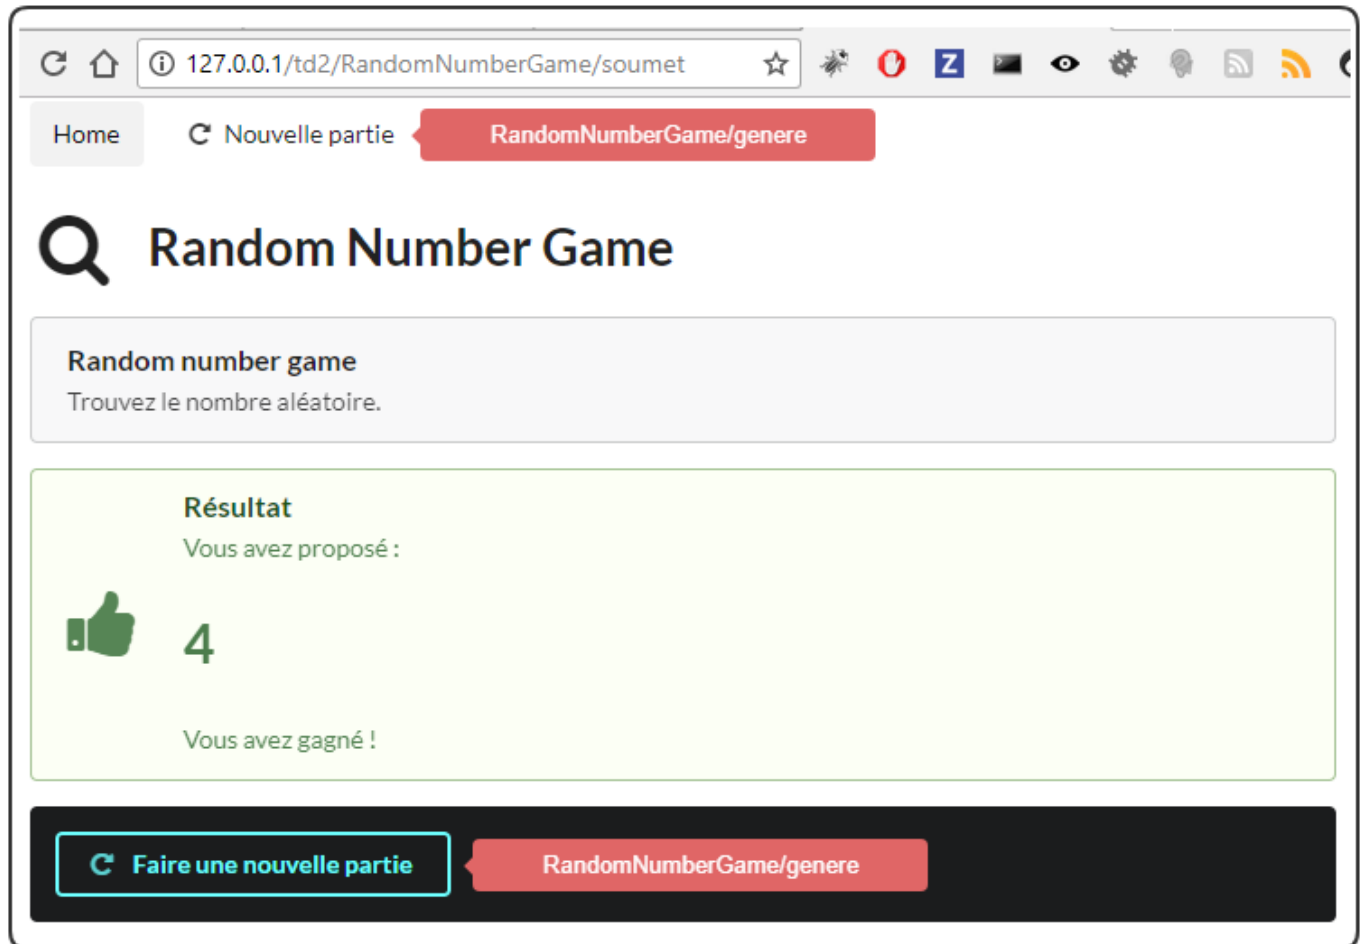 127.0.0.1/td2/RandomNumberGame/soumet
Z
Home
Nouvelle partie
RandomNumberGame/genere
Random Number Game
Random number game
Trouvez le nombre aléatoire.
Résultat
Vous avez proposé :
4
Vous avez gagné !
Faire une nouvelle partie
RandomNumberGame/genere